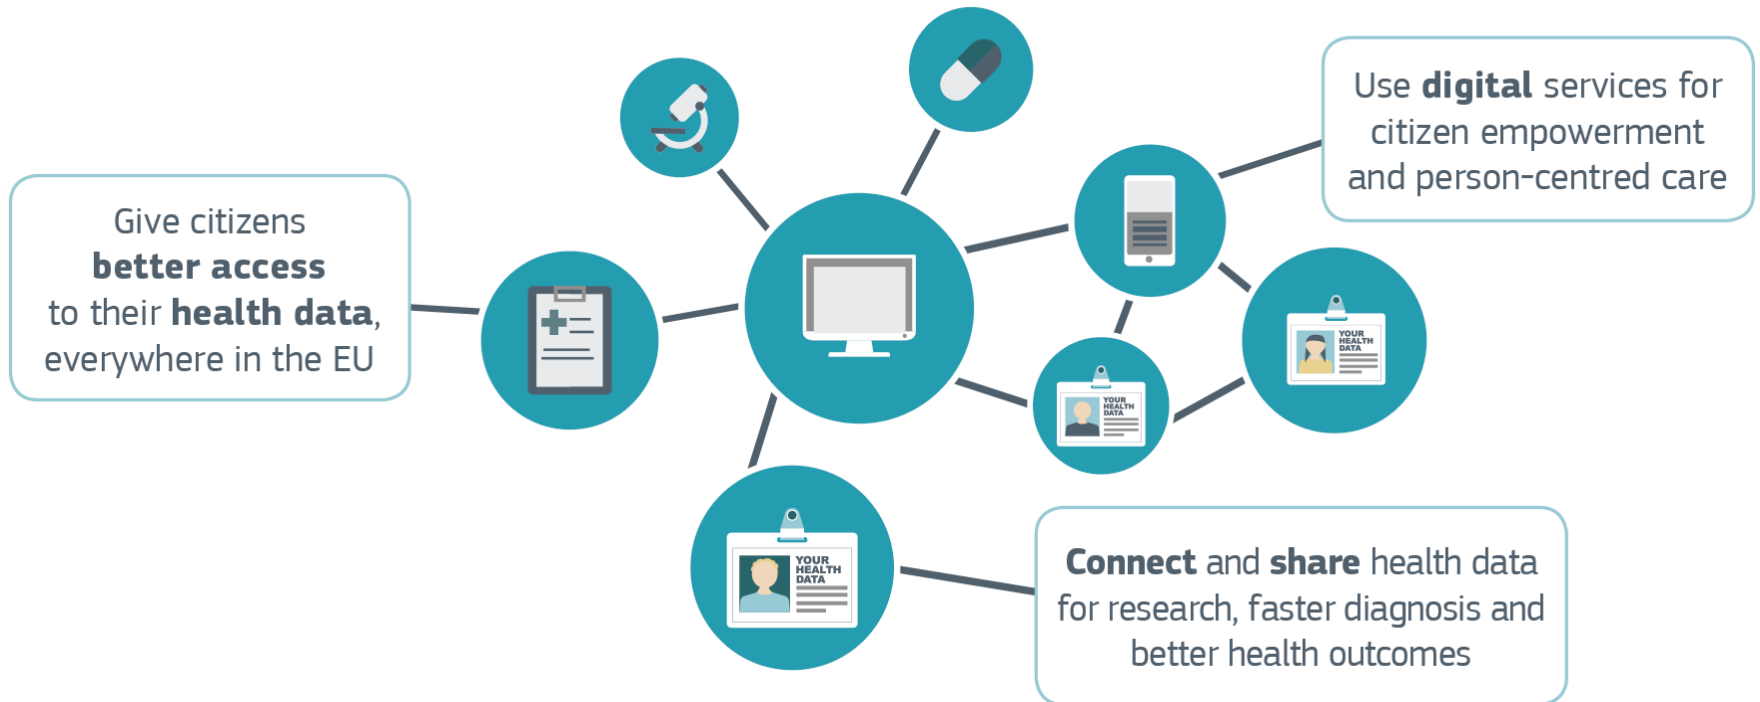 Use digital services for
citizen empowerment
and person-centred care
Give citizens
better access
to their health data,
everywhere in the EU
YOUR
HEALTH
DATA
YOUR
HEALTH
DATA
YOUR
HEALTH
DATA
Connect and share health data
for research, faster diagnosis and
better health outcomes